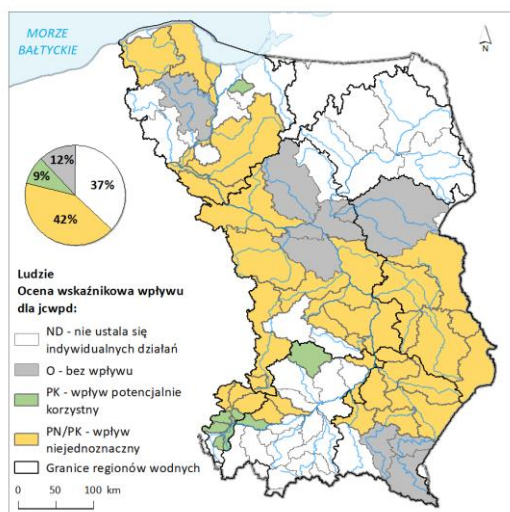 MORZE
BAŁTYCKIE
N
12%
9%
37%
42%
Ludzie
Ocena wskaźnikowa wpływu
dla jcwpd:
ND - nie ustala się
indywidualnych działań
O - bez wpływu
PK - wpływ potencjalnie
korzystny
PN/PK - wpływ
niejednoznaczny
Granice regionów wodnych
0 50 100 km